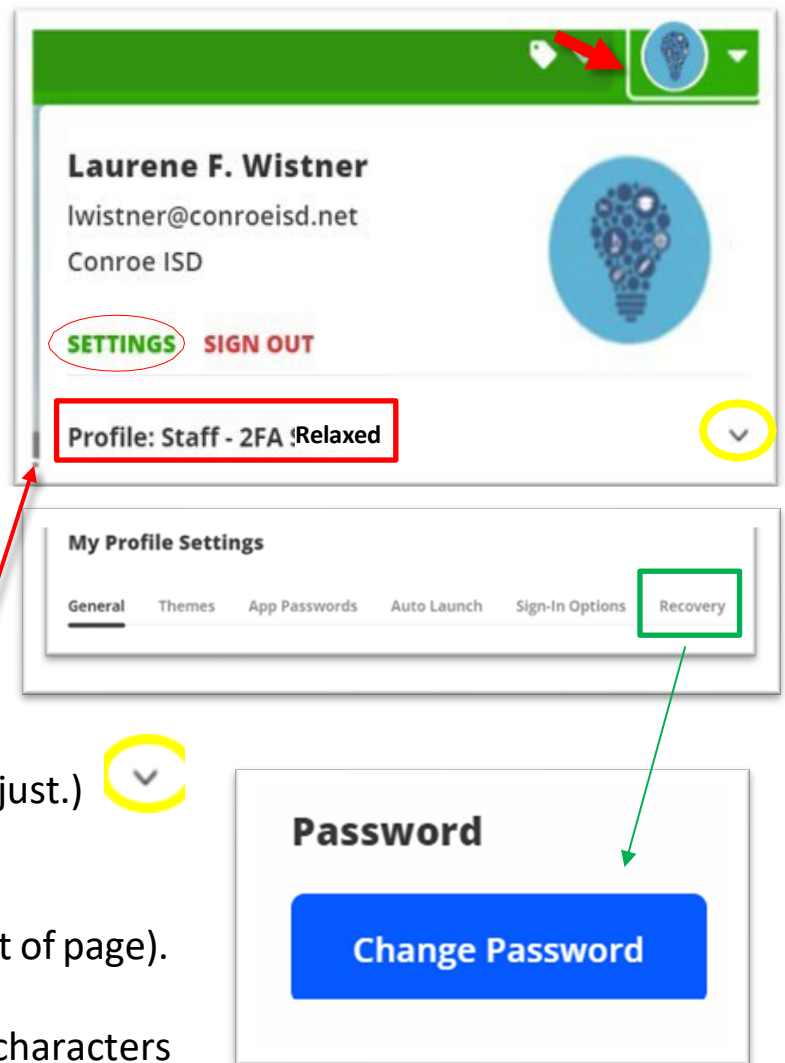 Laurene F. Wistner
lwistner@conroeisd.net
Conroe ISD
SETTINGS SIGN OUT
Profile: Staff - 2FA Relaxed
My Profile Settings
General Themes App Passwords Auto Launch Sign-In Options Recovery
just.)
Password
t of page).
Change Password
characters